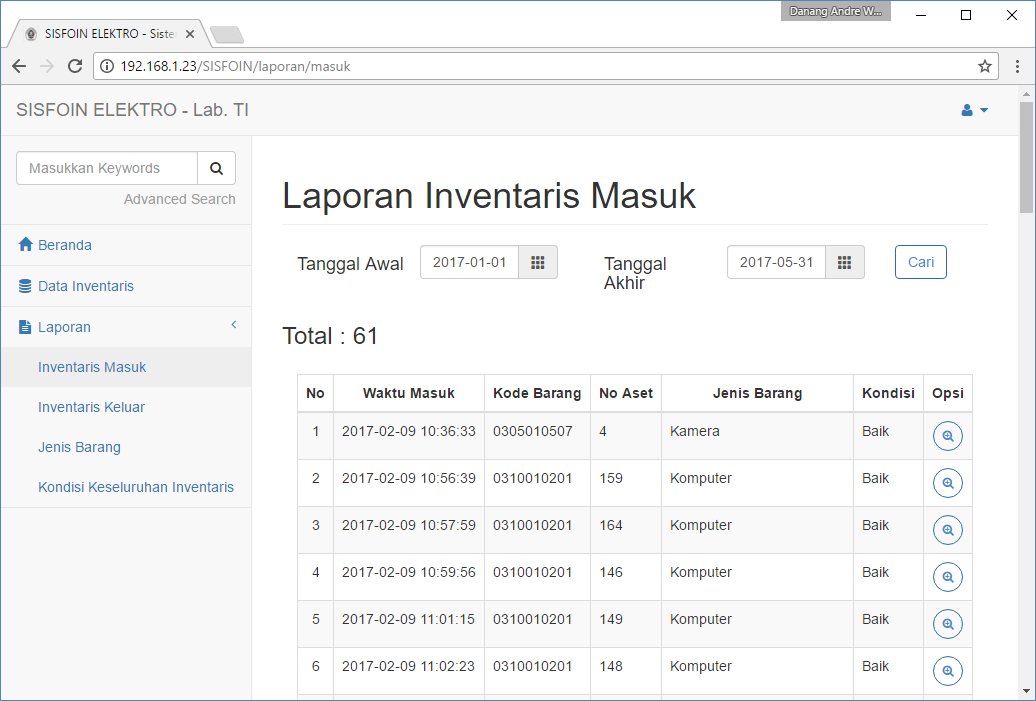 Danang Andre W...
SISFOIN ELEKTRO - Siste
192.168.1.23/SISFOIN/laporan/masuk
SISFOIN ELEKTRO - Lab. TI
Masukkan Keywords
Advanced Search
Beranda
Data Inventaris
Laporan
Inventaris Masuk
Inventaris Keluar
Jenis Barang
Kondisi Keseluruhan Inventaris
Laporan Inventaris Masuk
Tanggal Awal 2017-01-01 Tanggal 2017-05-31 Cari
Akhir
Total : 61
No Waktu Masuk Kode Barang No Aset Jenis Barang Kondisi Opsi
1 2017-02-09 10:36:33 0305010507 4 Kamera Baik
2 2017-02-09 10:56:39 0310010201 159 Komputer Baik
3 2017-02-09 10:57:59 0310010201 164 Komputer Baik
4 2017-02-09 10:59:56 0310010201 146 Komputer Baik
5 2017-02-09 11:01:15 0310010201 149 Komputer Baik
6 2017-02-09 11:02:23 0310010201 148 Komputer Baik